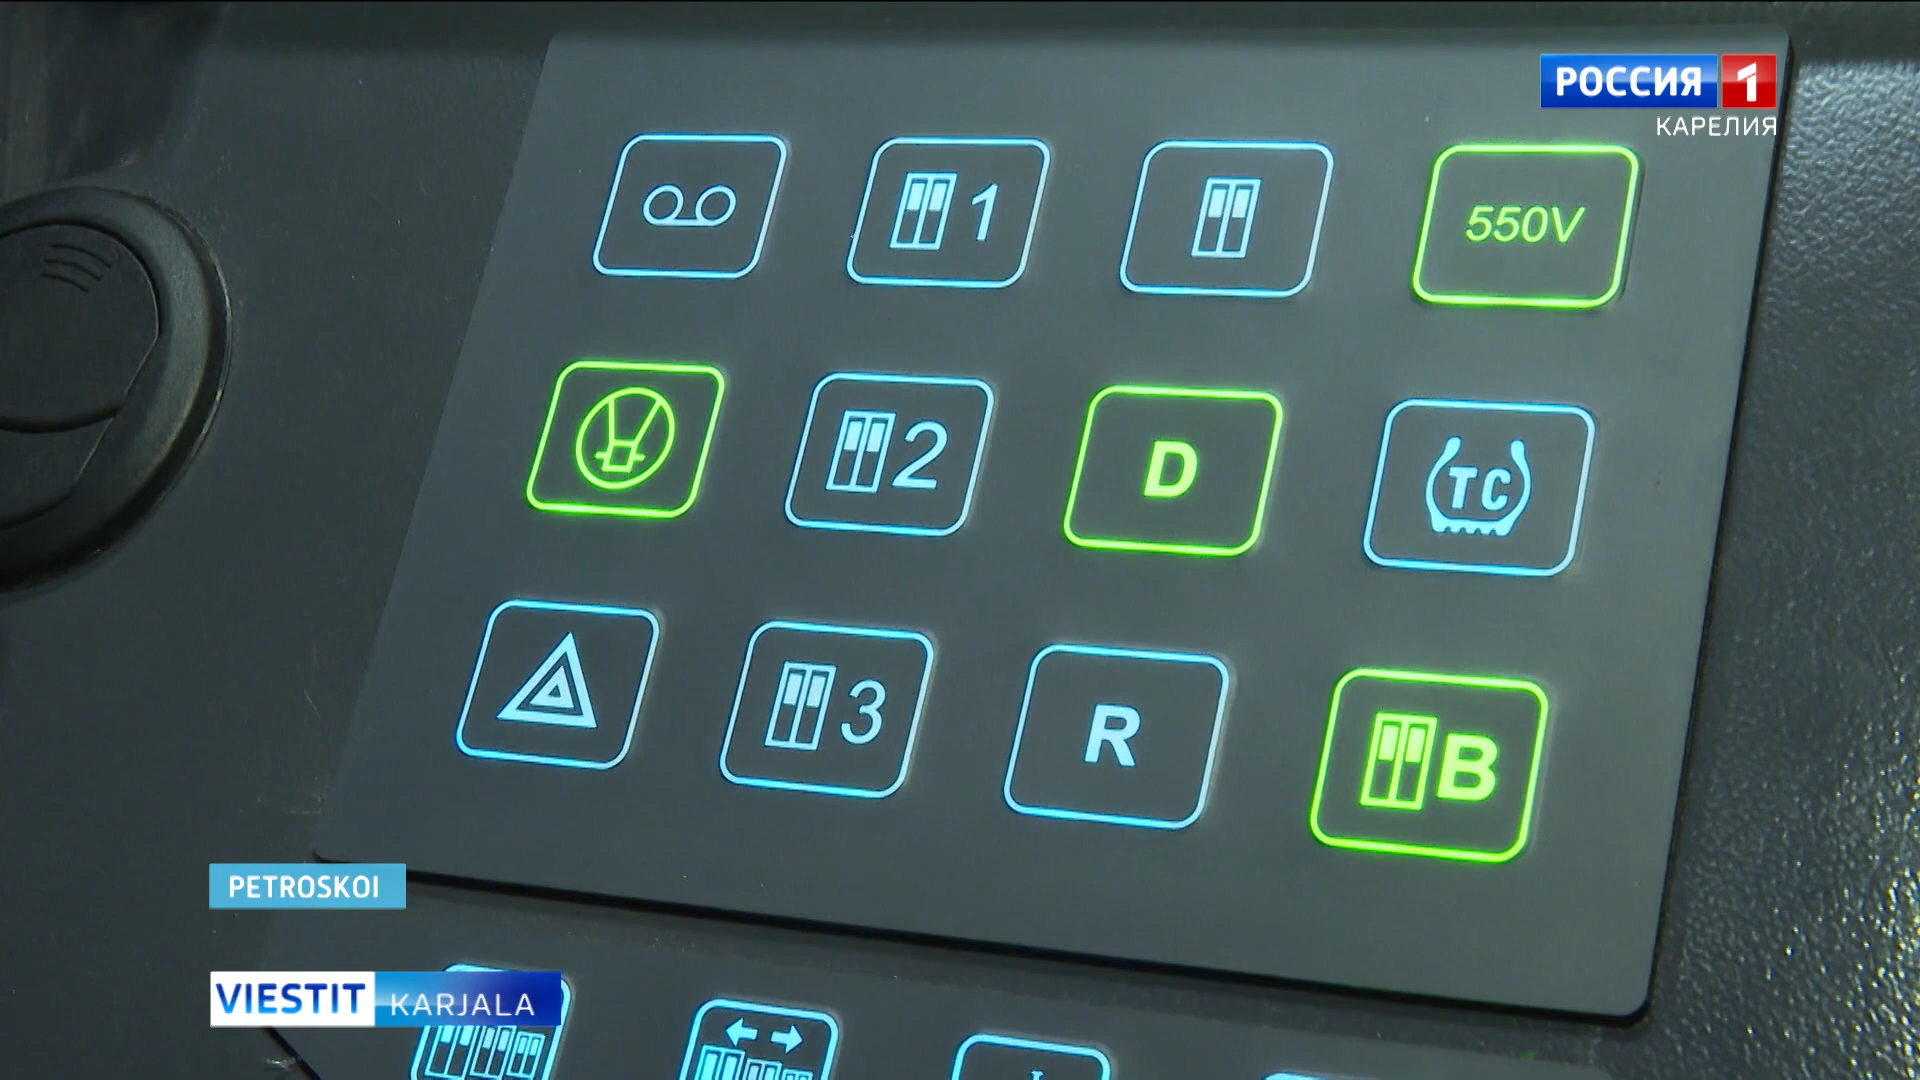 РОССИЯ 1
КАРЕЛИЯ
1
550V
2
D
TC
3
R
B
PETROSKOI
VIESTIT KARJALA